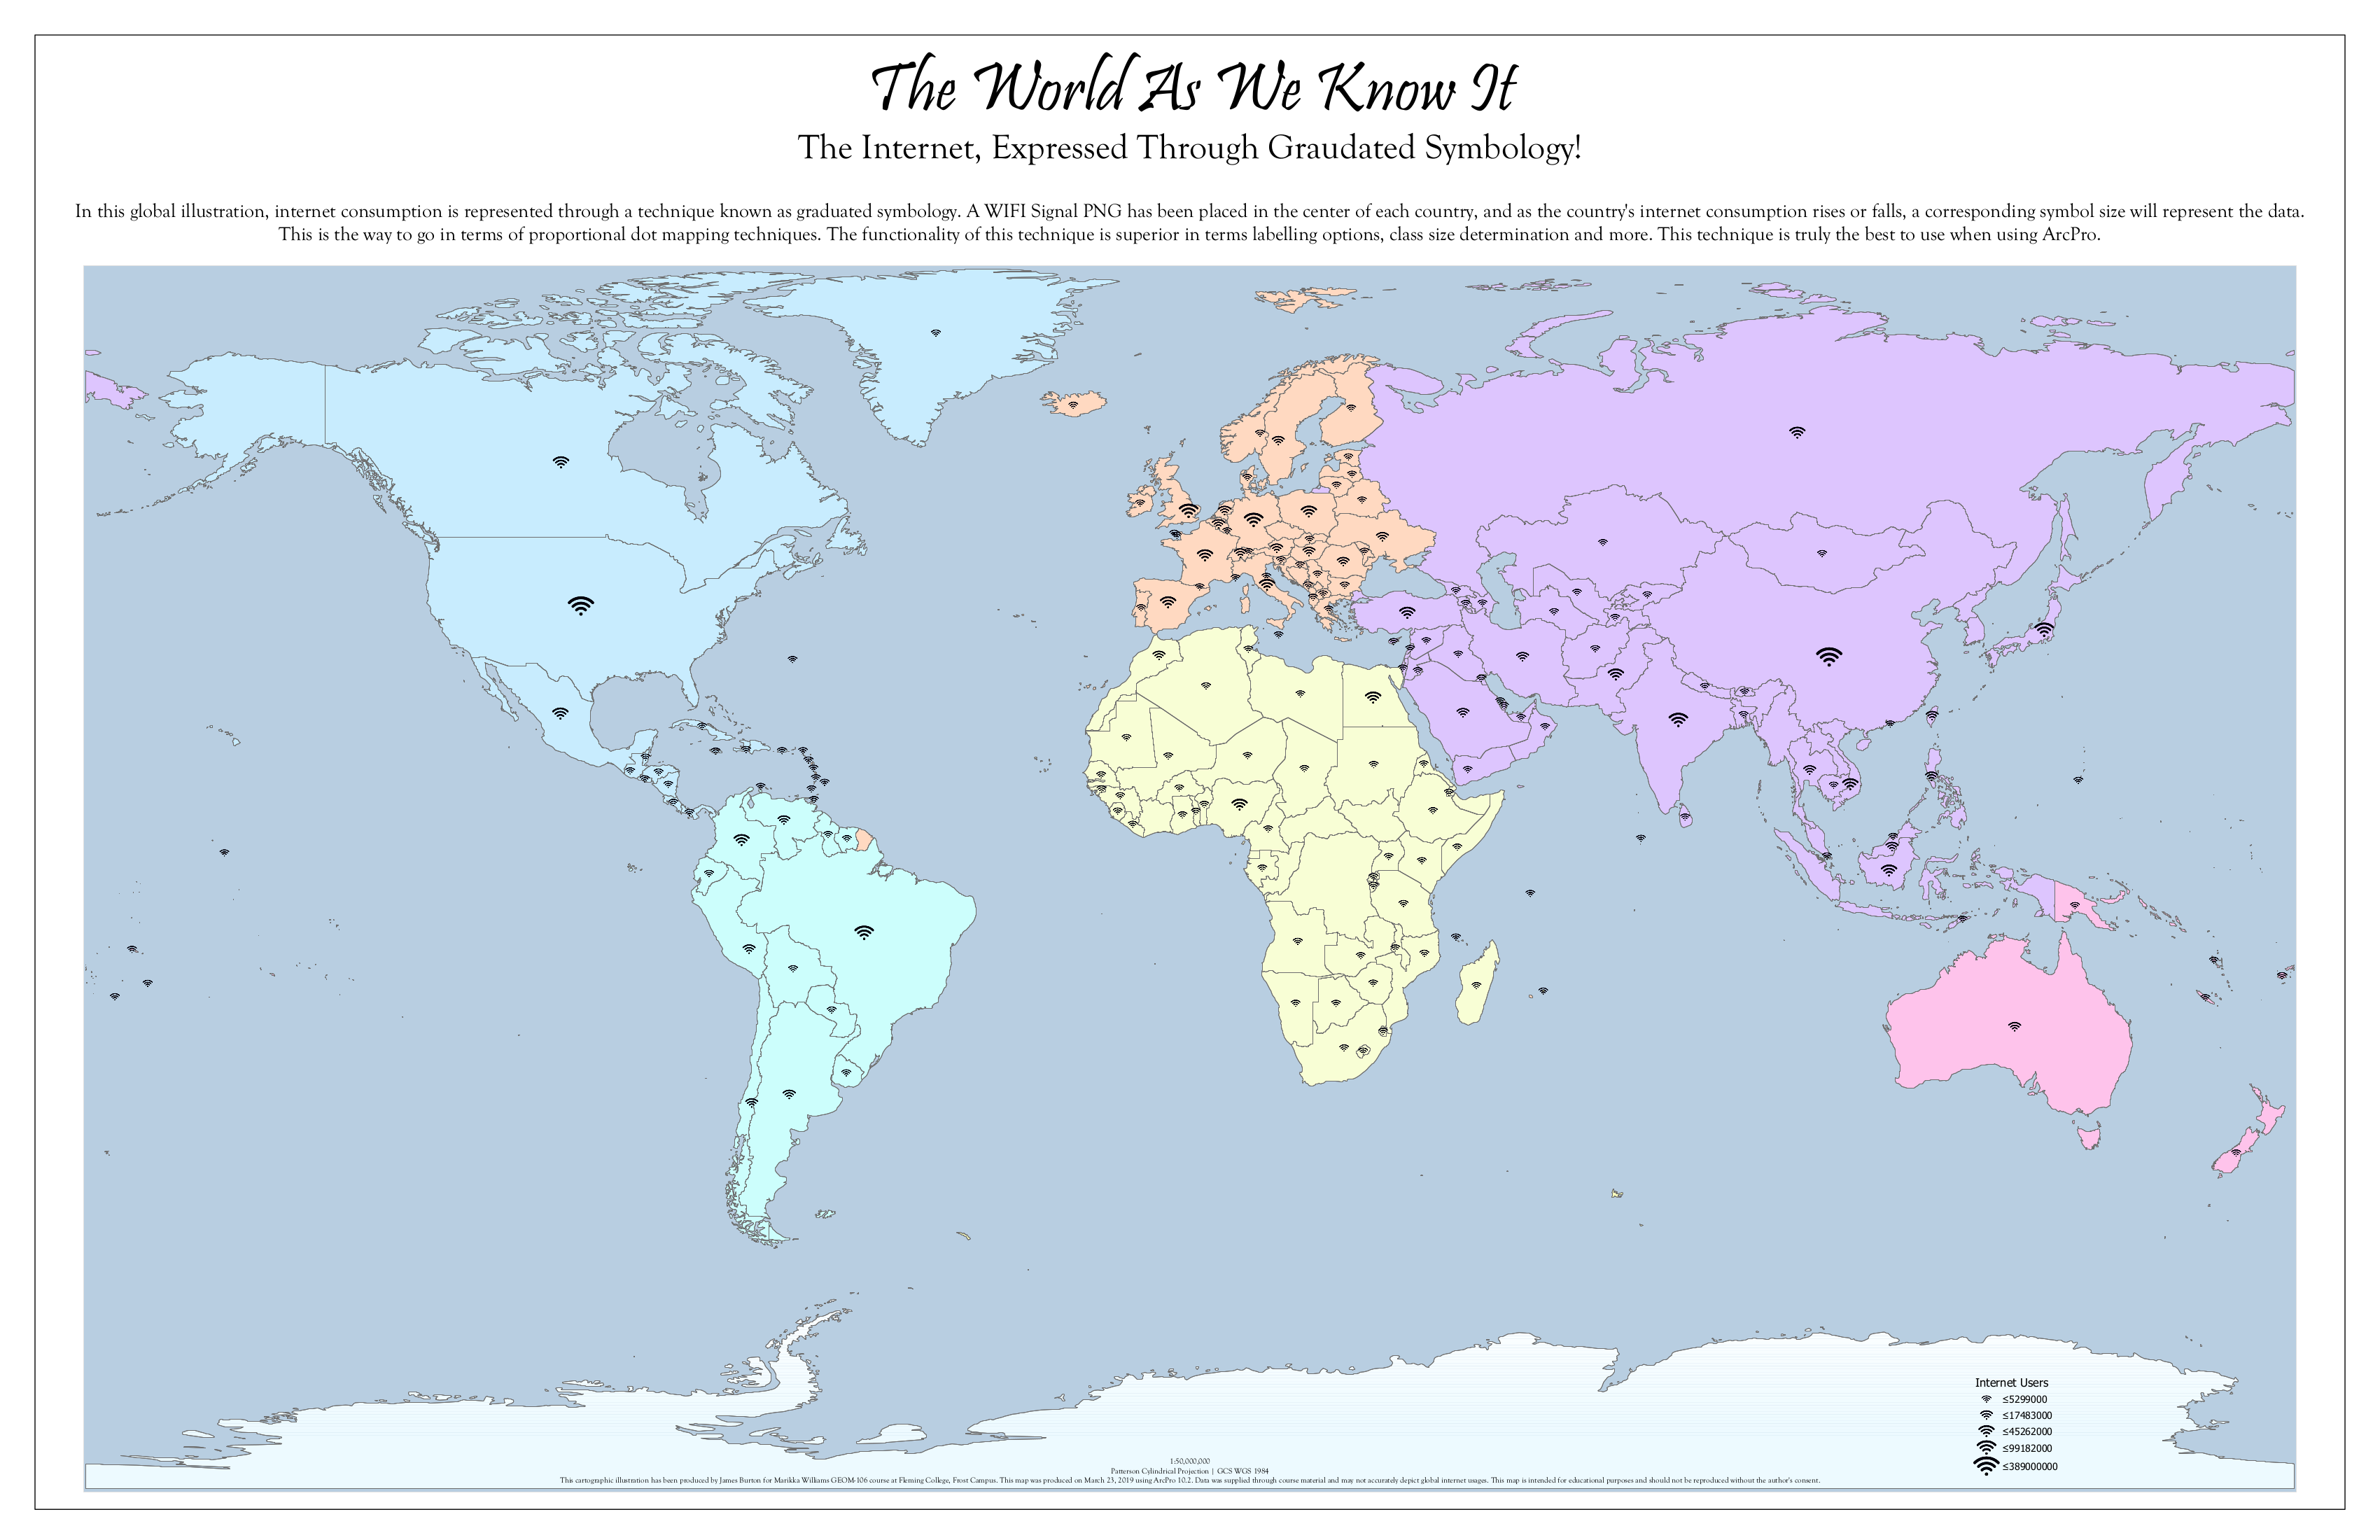 The World As We Know It
The Internet, Expressed Through Graudated Symbology!
In this global illustration, internet consumption is represented through a technique known as graduated symbology. A WIFI Signal PNG has been placed in the center of each country, and as the country's internet consumption rises or falls, a corresponding symbol size will represent the data.
This is the way to go in terms of proportional dot mapping techniques. The functionality of this technique is superior in terms labelling options, class size determination and more. This technique is truly the best to use when using ArcPro.
Internet Users
≤5299000
≤17483000
≤45262000
≤99182000
≤389000000
1:50,000,000
Patterson Cylindrical Projection | GCS WGS 1984
This cartographic illustration has been produced by James Burton for Marikka Williams GEOM-106 course at Fleming College, Frost Campus. This map was produced on March 23, 2019 using ArcPro 10.2. Data was supplied through course material and may not accurately depict global internet usages. This map is intended for educational purposes and should not be reproduced without the author's consent.